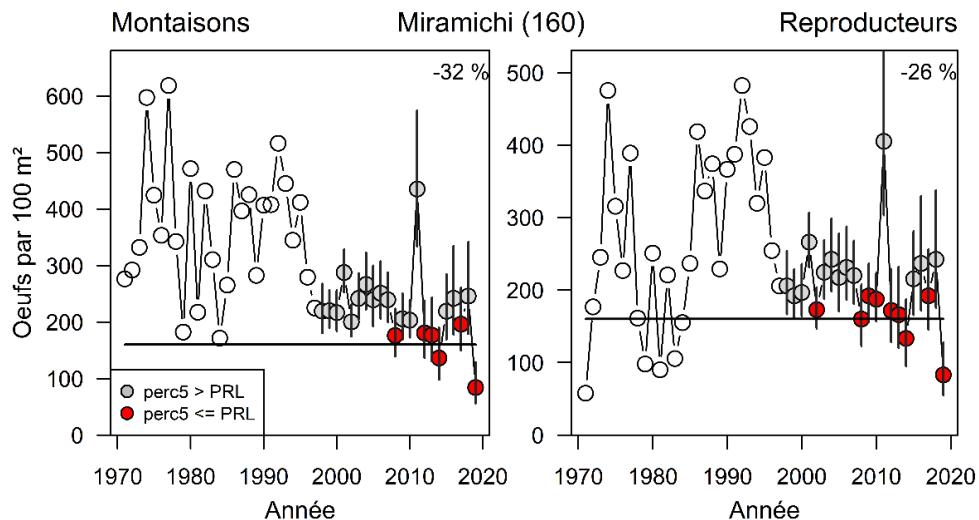 Montaisons Miramichi (160) Reproducteurs
-32 %
-26 %
Oeufs par 100 m²
600
500
400
300
200
100
0
perc5 > PRL
perc5 <= PRL
500
400
300
200
100
0
1970 1980 1990 2000 2010 2020
1970 1980 1990 2000 2010 2020
Année
Année